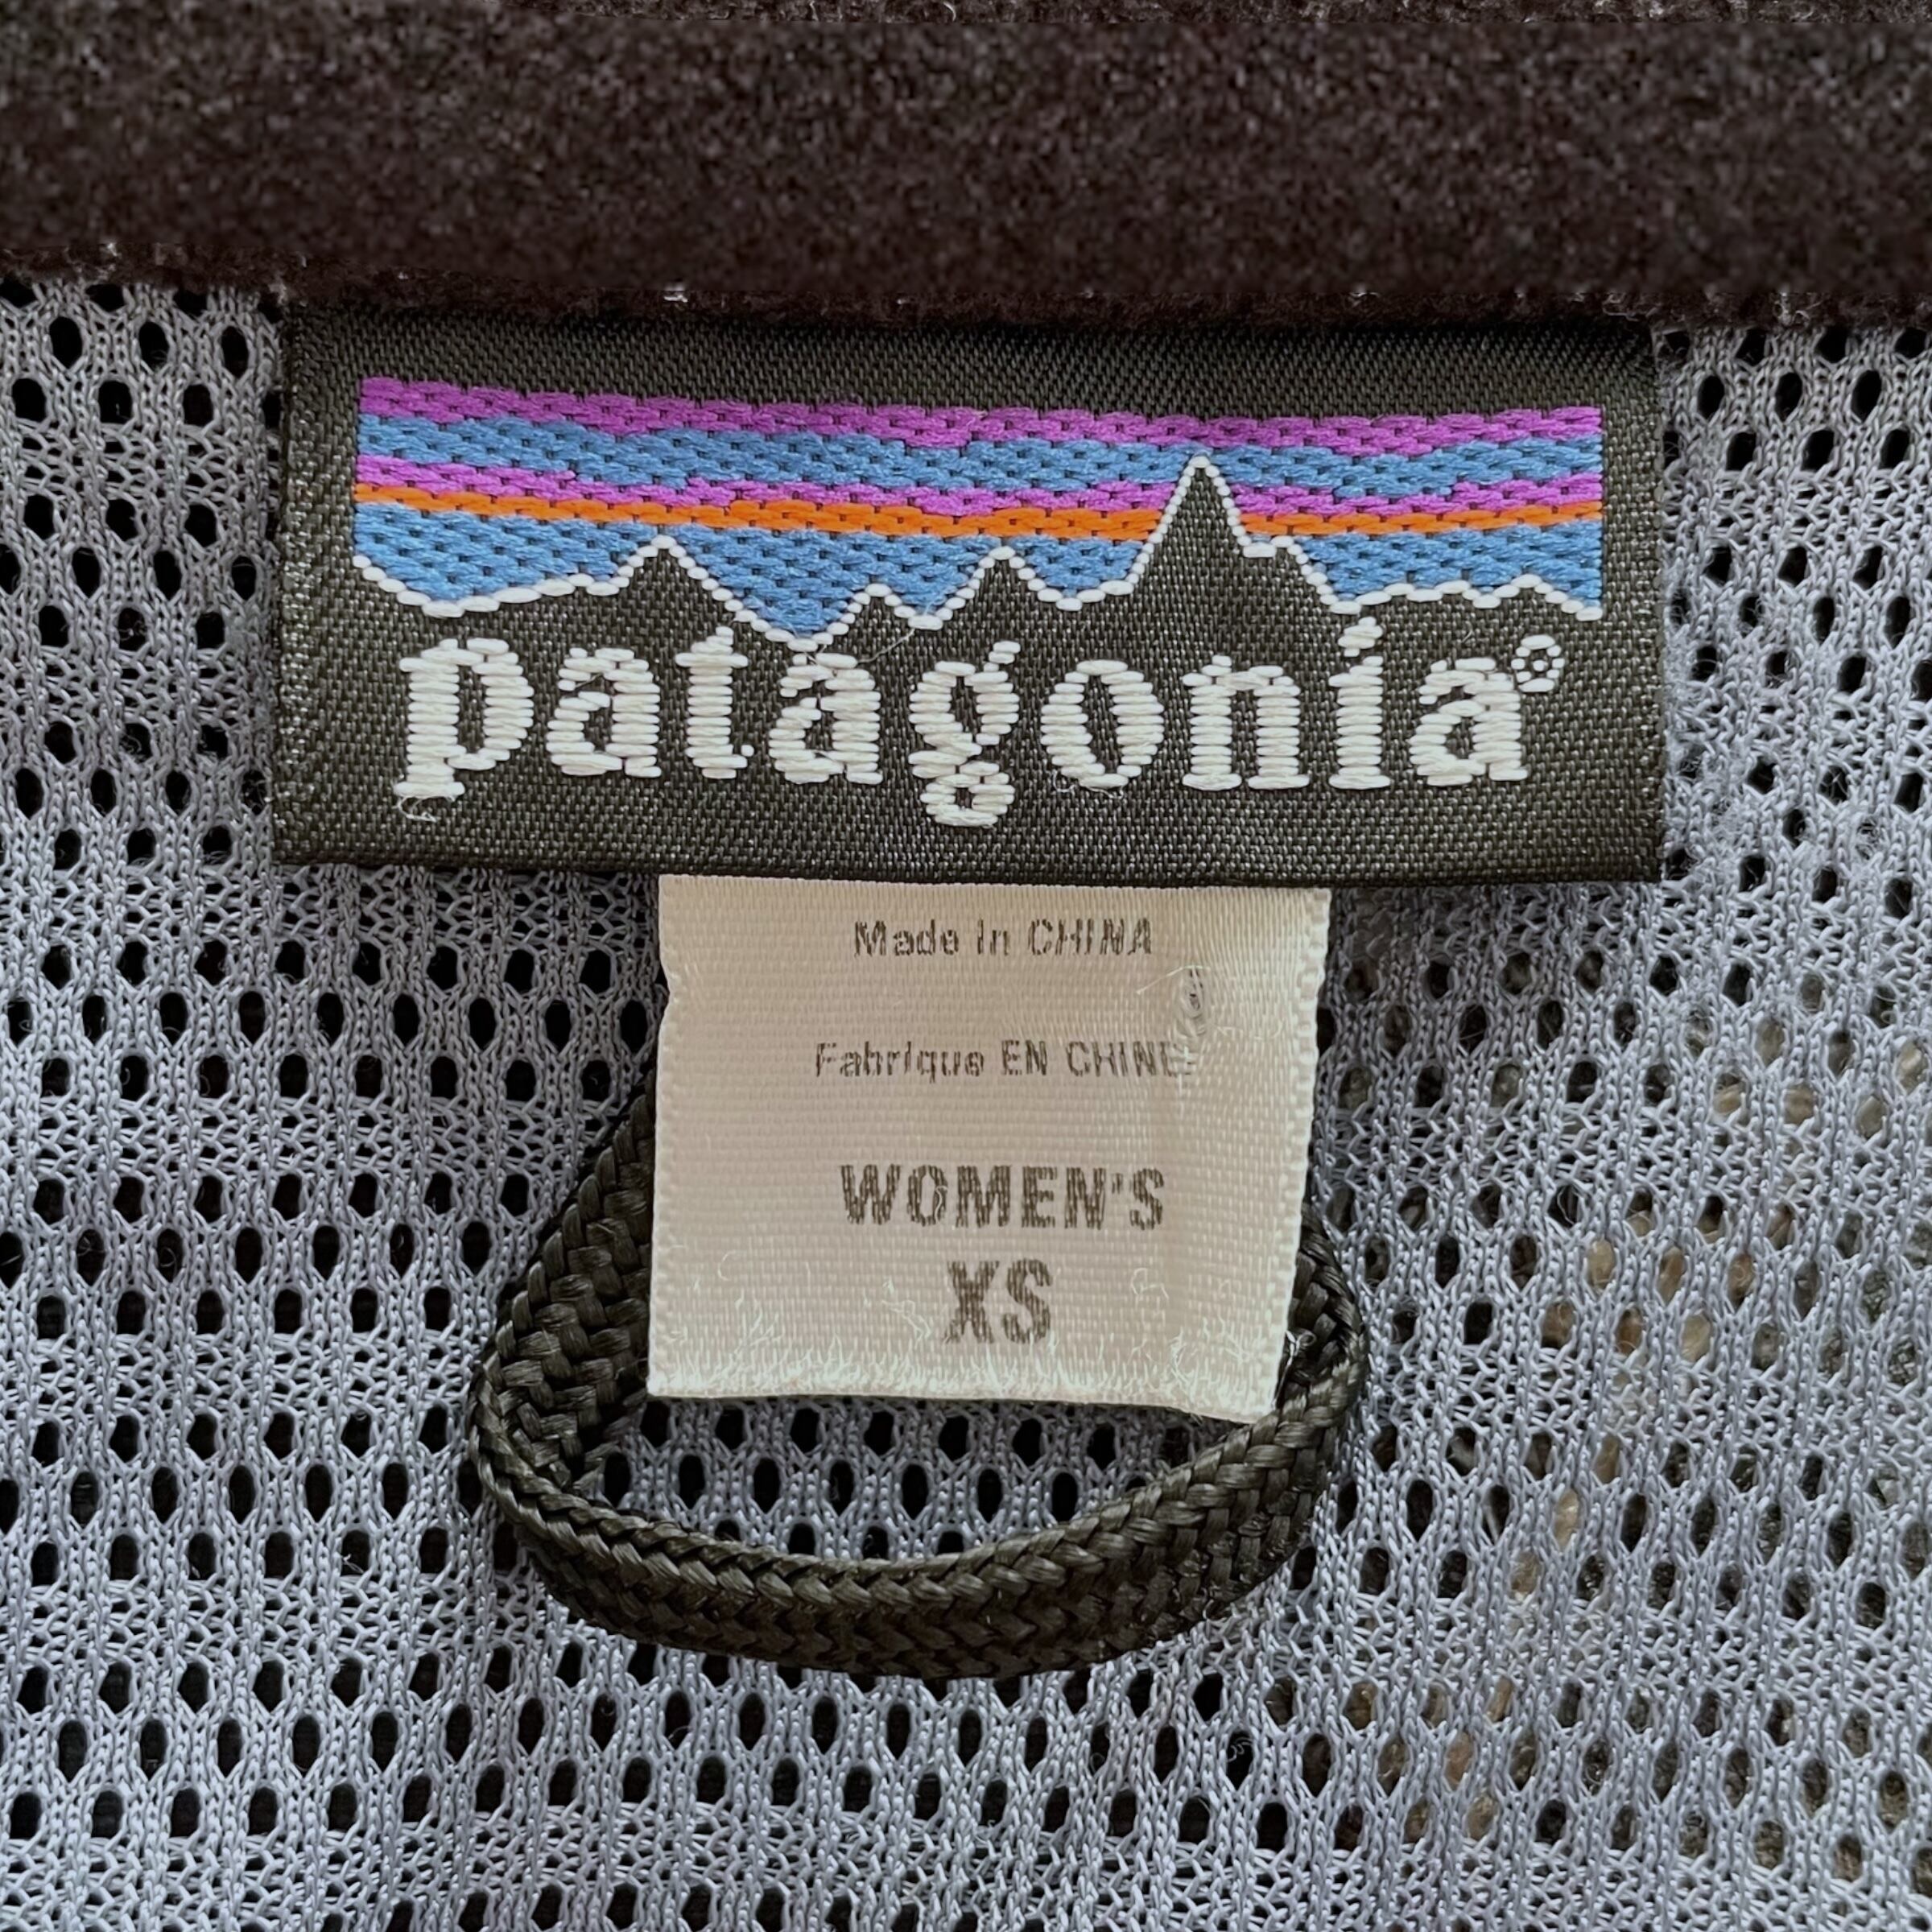 patagonia®
Made in CHINA
Fabrique EN CHINE
WOMEN'S
XS